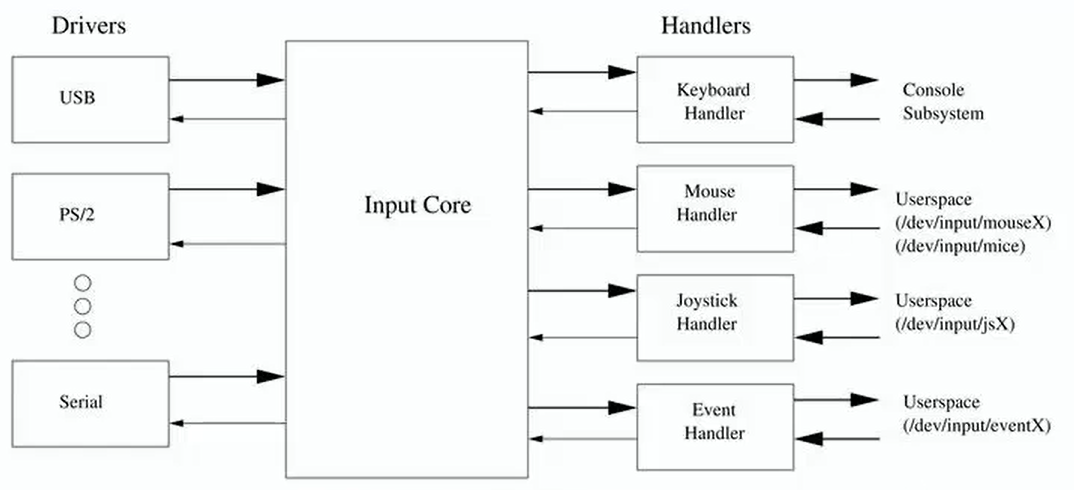 Drivers
Handlers
USB
PS/2
Serial
Input Core
Keyboard
Handler
Mouse
Handler
Joystick
Handler
Event
Handler
Console
Subsystem
Userspace
(/dev/input/mouseX)
(/dev/input/mice)
Userspace
(/dev/input/jsX)
Userspace
(/dev/input/eventX)